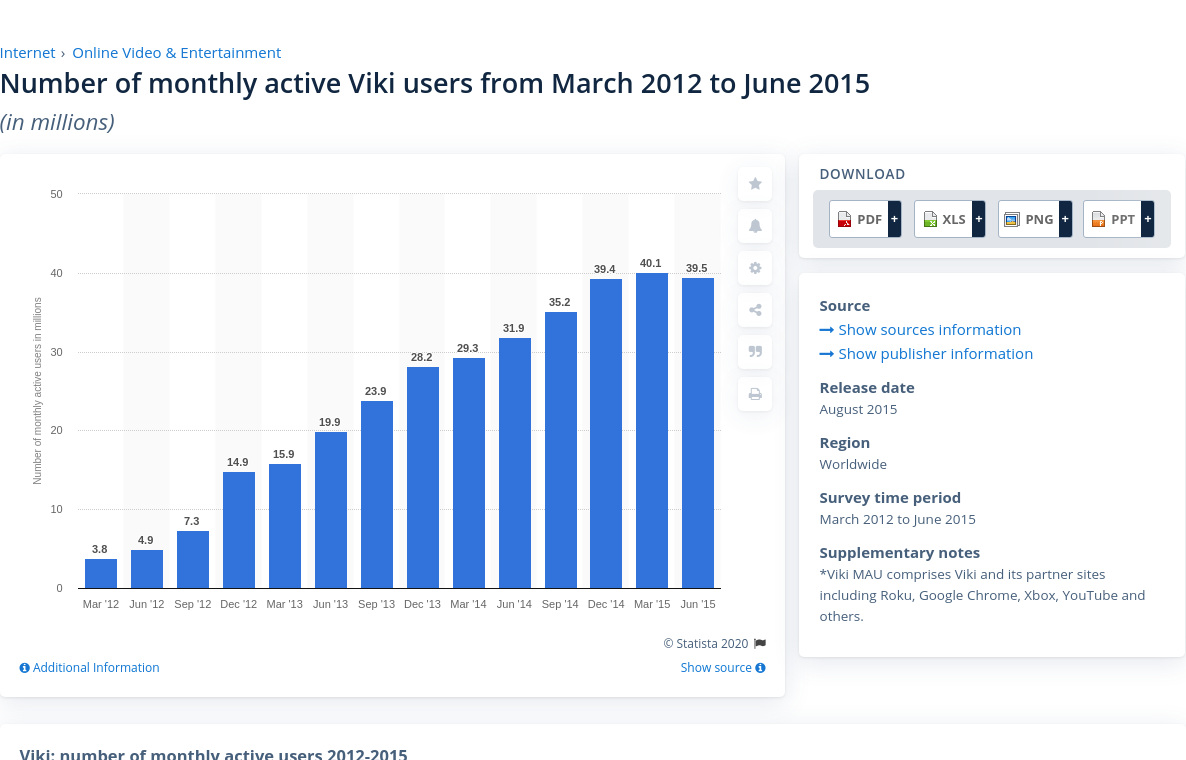 Internet › Online Video & Entertainment
Number of monthly active Viki users from March 2012 to June 2015
(in millions)
50
40
30
20
10
0
Number of monthly active users in millions
3.8
4.9
7.3
14.9
15.9
19.9
23.9
28.2
29.3
31.9
35.2
39.4
40.1
39.5
Mar '12 Jun '12 Sep '12 Dec '12 Mar '13 Jun '13 Sep '13 Dec '13 Mar '14 Jun '14 Sep '14 Dec '14 Mar '15 Jun '15
© Statista 2020
Additional Information Show source
DOWNLOAD
PDF + XLS + PNG + PPT +
Source
Show sources information
Show publisher information
Release date
August 2015
Region
Worldwide
Survey time period
March 2012 to June 2015
Supplementary notes
*Viki MAU comprises Viki and its partner sites
including Roku, Google Chrome, Xbox, YouTube and
others.
Viki: number of monthly active users 2012-2015